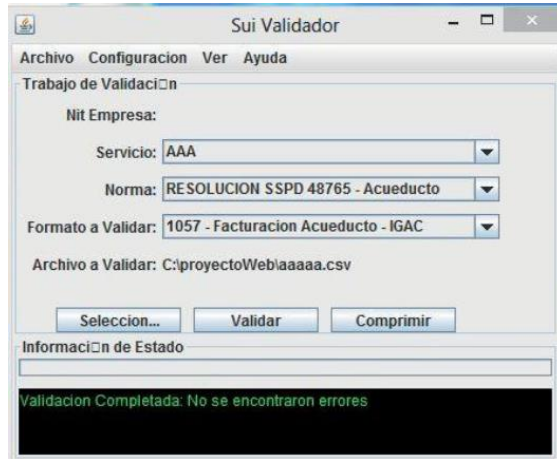 Sui Validador
Archivo Configuracion Ver Ayuda
Trabajo de Validaci□n
Nit Empresa:
Servicio: AAA
Norma: RESOLUCION SSPD 48765 - Acueducto
Formato a Validar: 1057 - Facturacion Acueducto - IGAC
Archivo a Validar: C:\proyectoWeb\aaaaa.csv
Seleccion... Validar Comprimir
Informaci□n de Estado
Validacion Completada: No se encontraron errores